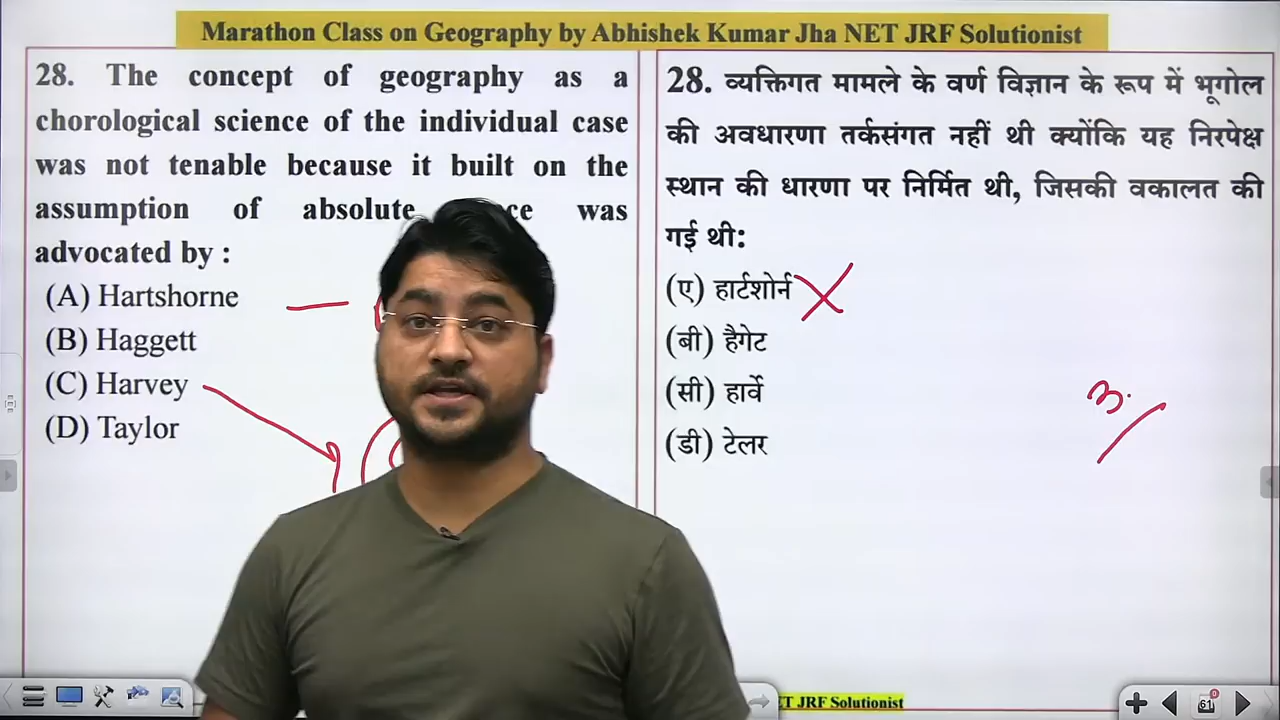 Marathon Class on Geography by Abhishek Kumar Jha NET JRF Solutionist
28. The concept of geography as a
chorological science of the individual case
was not tenable because it built on the
assumption of absolute was
advocated by :
(A) Hartshorne
(B) Haggett
(C) Harvey
(D) Taylor
28. व्यक्तिगत मामले के वर्ण विज्ञान के रूप में भूगोल
की अवधारणा तर्कसंगत नहीं थी क्योंकि यह निरपेक्ष
स्थान की धारणा पर निर्मित थी, जिसकी वकालत की
गई थी:
(ए) हार्टशोर्न
(बी) हैगेट
(सी) हार्वे
(डी) टेलर
JRF Solutionist
61